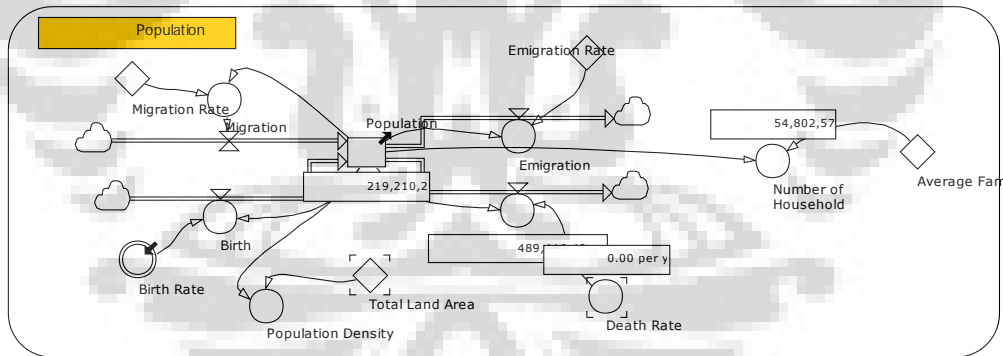 Population
Emigration Rate
Migration Rate
Migration
Population
54,802,57
Emigration
Average Fam
Number of
Household
219,210,2
Birth
489,
0.00 per y
Birth Rate
Total Land Area
Death Rate
Population Density